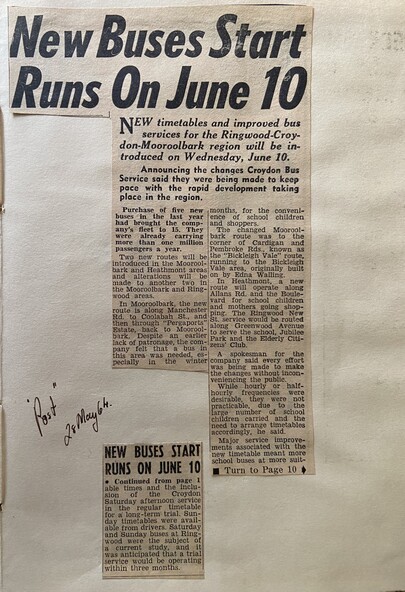 New Buses Start
Runs On June 10
NEW timetables and improved bus
services for the Ringwood-Croy-
don-Mooroolbark region will be in-
troduced on Wednesday, June 10.
Announcing the changes Croydon Bus
Service said they were being made to keep
pace with the rapid development taking
place in the region.
Purchase of five new
buses in the last year
had brought the com-
pany's fleet to 15. They
were already carrying
more than one million
passengers a year.
Two new routes will be
introduced in the Moorool-
bark and Heathmont areas
and alterations will be
made to another two in
the Mooroolbark and Ring-
wood areas.
In Mooroolbark, the new
route is along Manchester
Rd. to Coolabah St., and
then through "Pergapota"
Estate, back to Moorool-
bark. Despite an earlier
lack of patronage, the com-
pany felt that a bus in
this area was needed, es-
pecially in the winter
months, for the conveni-
ence of school children
and shoppers.
The changed Moorool-
bark route was to the
corner of Cardigan and
Pembroke Rds., known as
the "Bickleigh Vale" route,
running to the Bickleigh
Vale area, originally built
on by Edna Walling.
In Heathmont, a new
route will operate along
Allans Rd. and the Boule-
vard for school children
and mothers going shop-
ping. The Ringwood New
St. service would be routed
along Greenwood Avenue
to serve the school, Jubilee
Park and the Elderly Citi-
zens' Club.
A spokesman for the
company said every effort
was being made to make
the changes without incon-
veniencing the public.
While hourly or half-
hourly frequencies were
desirable, they were not
practicable, due to the
large number of school
children carried and the
need to arrange timetables
accordingly, he said.
Major service improve-
ments associated with the
new timetable meant more
school buses at more suit-
■ Turn to Page 10 ♦
"Post"
28 May 64.
NEW BUSES START
RUNS ON JUNE 10
● Continued from page 1
able times and the inclu-
sion of the Croydon
Saturday afternoon service
in the regular timetable
for a long-term trial. Sun-
day timetables were avail-
able from drivers. Saturday
and Sunday buses at Ring-
wood were the subject of
a current study, and it
was anticipated that a trial
service would be operating
within three months.